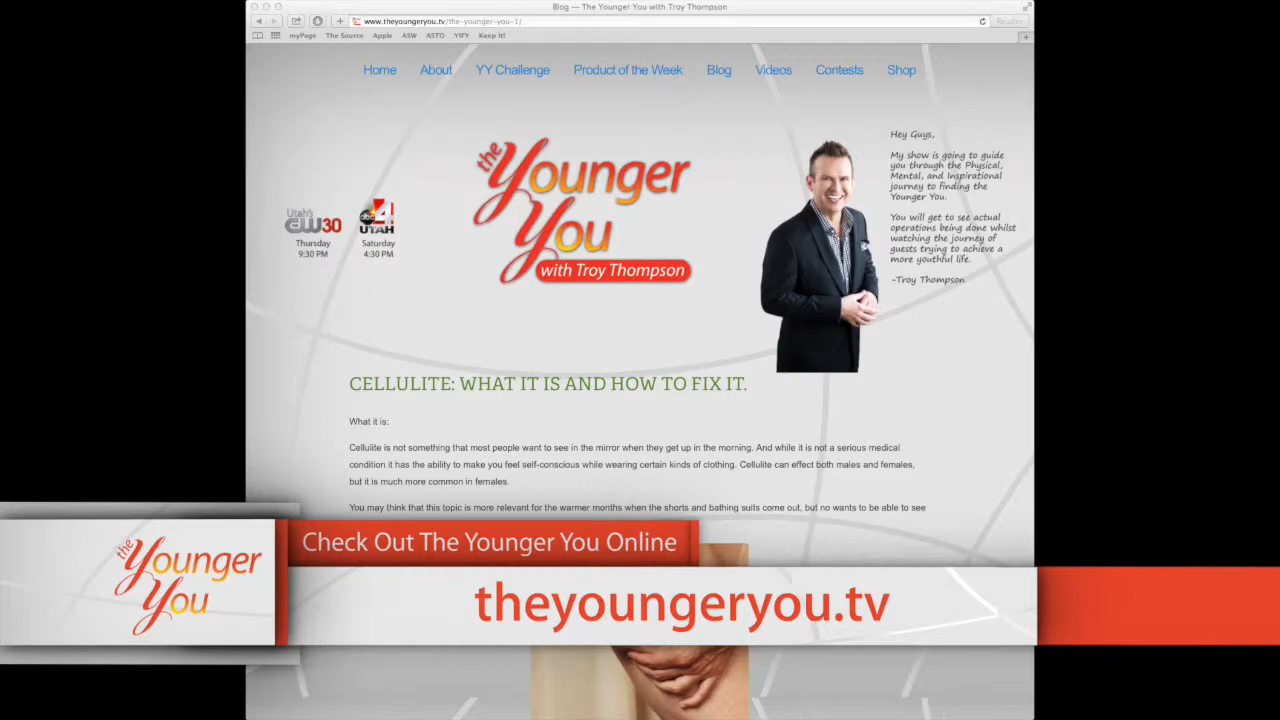 Blog — The Younger You with Troy Thompson
www.theyoungeryou.tv/the-younger-you-1/
Reader
myPage The Source Apple ASW ASTO YIFY Keep It!
Home About YY Challenge Product of the Week Blog Videos Contests Shop
Utah's
CW30
Thursday
9:30 PM
abc 4
UTAH
Saturday
4:30 PM
the
Younger
You
with Troy Thompson
Hey Guys,
My show is going to guide
you through the Physical,
Mental, and Inspirational
journey to finding the
Younger You.
You will get to see actual
operations being done whilst
watching the journey of
guests trying to achieve a
more youthful life.
-Troy Thompson
CELLULITE: WHAT IT IS AND HOW TO FIX IT.
What it is:
Cellulite is not something that most people want to see in the mirror when they get up in the morning. And while it is not a serious medical
condition it has the ability to make you feel self-conscious while wearing certain kinds of clothing. Cellulite can effect both males and females,
but it is much more common in females.
You may think that this topic is more relevant for the warmer months when the shorts and bathing suits come out, but no wants to be able to see
Check Out The Younger You Online
the
Younger
You
theyoungeryou.tv